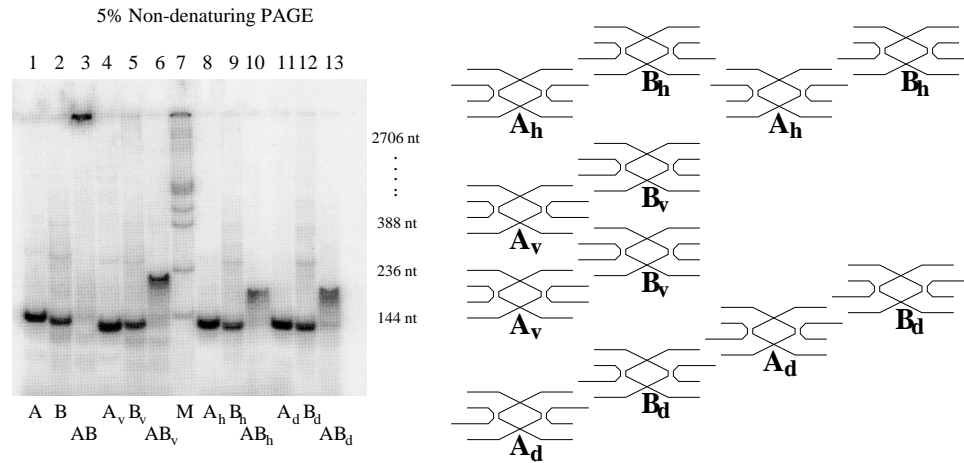 5% Non-denaturing PAGE
1 2 3 4 5 6 7 8 9 10 11 12 13
2706 nt
388 nt
236 nt
144 nt
A B A_v B_v M A_h B_h A_d B_d
AB AB_v AB_h AB_d
B_h B_h
A_h A_h
B_v
A_v
B_v
A_v
B_d
A_d
B_d
A_d